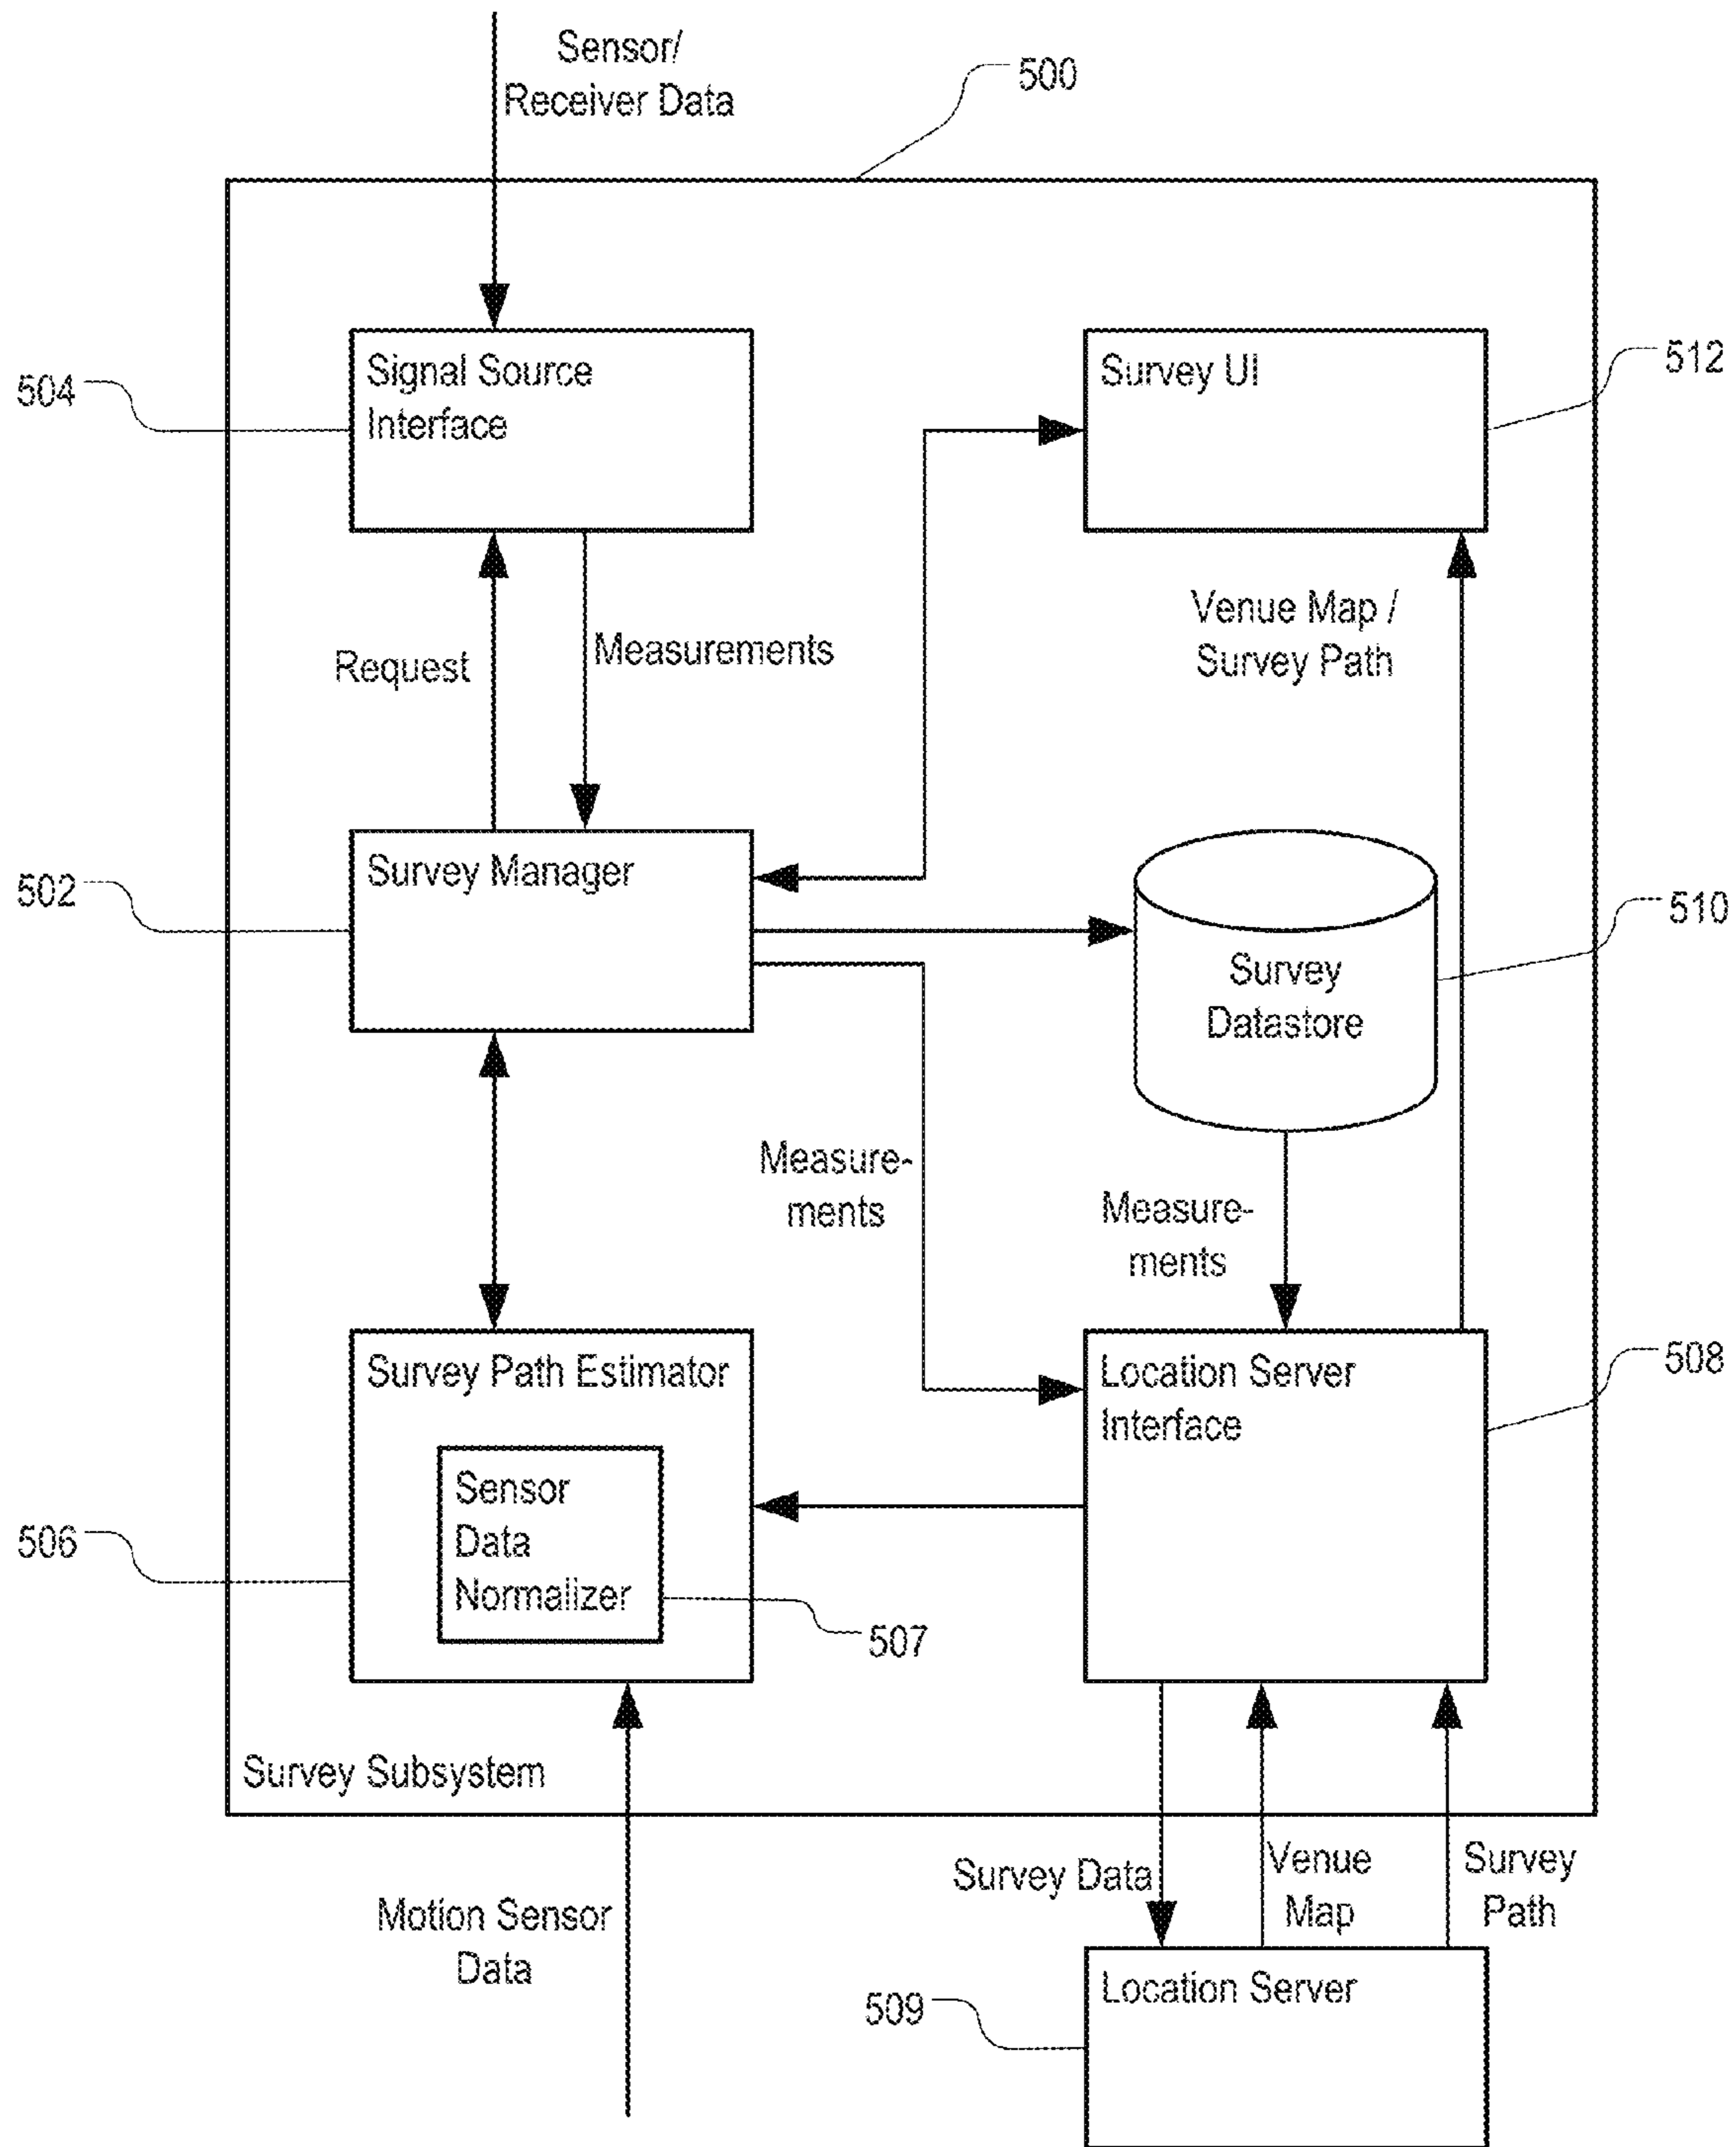 Sensor/
Receiver Data
500
Signal Source
Interface
504
Survey UI
512
Venue Map /
Survey Path
Request
Measurements
Survey Manager
502
Survey
Datastore
510
Measure-
ments
Measure-
ments
Survey Path Estimator
Location Server
Interface
508
Sensor
Data
Normalizer
506
507
Survey Subsystem
Motion Sensor
Data
Survey Data
Venue
Map
Survey
Path
Location Server
509